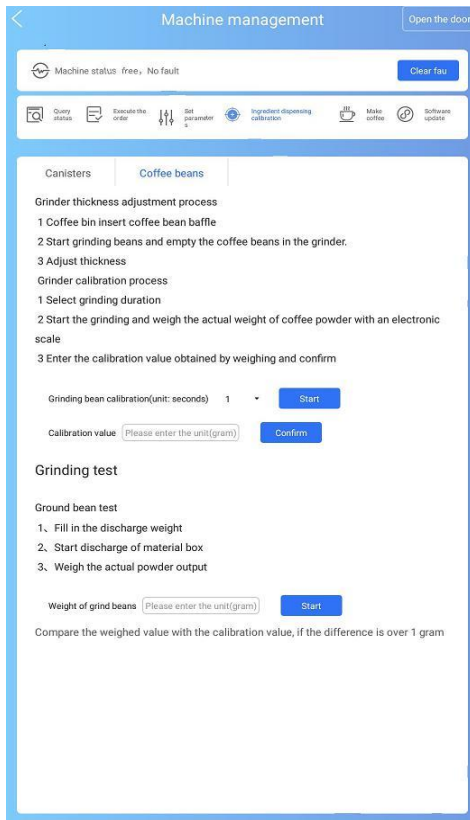 Machine management
Open the door
Machine status free，No fault
Clear fau
Query
status
Execute the
order
Set
parameter
s
Ingredient dispensing
calibration
Make
coffee
Software
update
Canisters
Coffee beans
Grinder thickness adjustment process
1 Coffee bin insert coffee bean baffle
2 Start grinding beans and empty the coffee beans in the grinder.
3 Adjust thickness
Grinder calibration process
1 Select grinding duration
2 Start the grinding and weigh the actual weight of coffee powder with an electronic
scale
3 Enter the calibration value obtained by weighing and confirm
Grinding bean calibration(unit: seconds) 1 Start
Calibration value Please enter the unit(gram) Confirm
Grinding test
Ground bean test
1、Fill in the discharge weight
2、Start discharge of material box
3、Weigh the actual powder output
Weight of grind beans Please enter the unit(gram) Start
Compare the weighed value with the calibration value, if the difference is over 1 gram